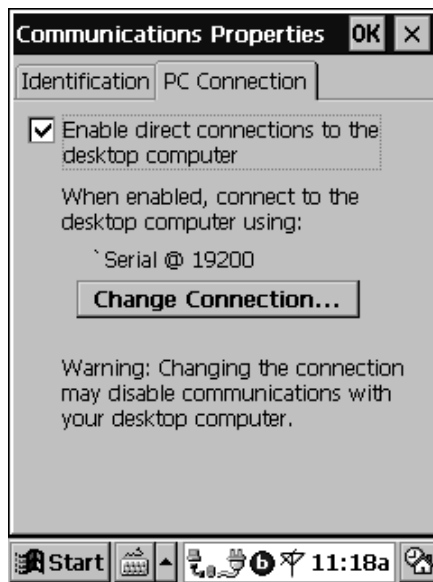 Communications Properties OK ×
Identification PC Connection
Enable direct connections to the
desktop computer
When enabled, connect to the
desktop computer using:
`Serial @ 19200
Change Connection...
Warning: Changing the connection
may disable communications with
your desktop computer.
Start 11:18a